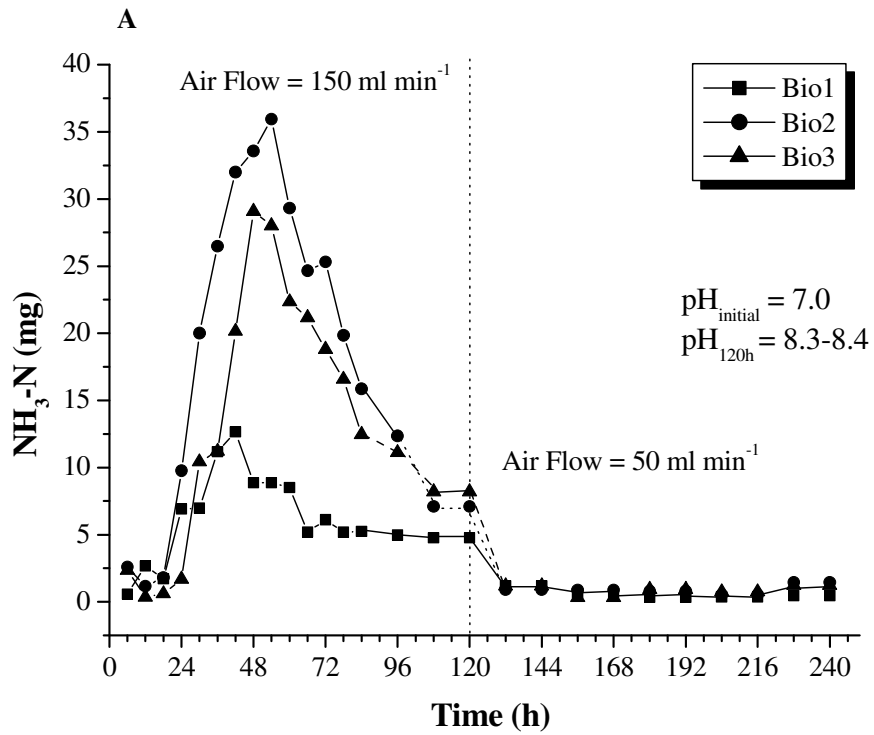 A
Air Flow = 150 ml min⁻¹
Bio1
Bio2
Bio3
pH_initial = 7.0
pH_120h = 8.3-8.4
Air Flow = 50 ml min⁻¹
NH₃-N (mg)
40
35
30
25
20
15
10
5
0
0 24 48 72 96 120 144 168 192 216 240
Time (h)